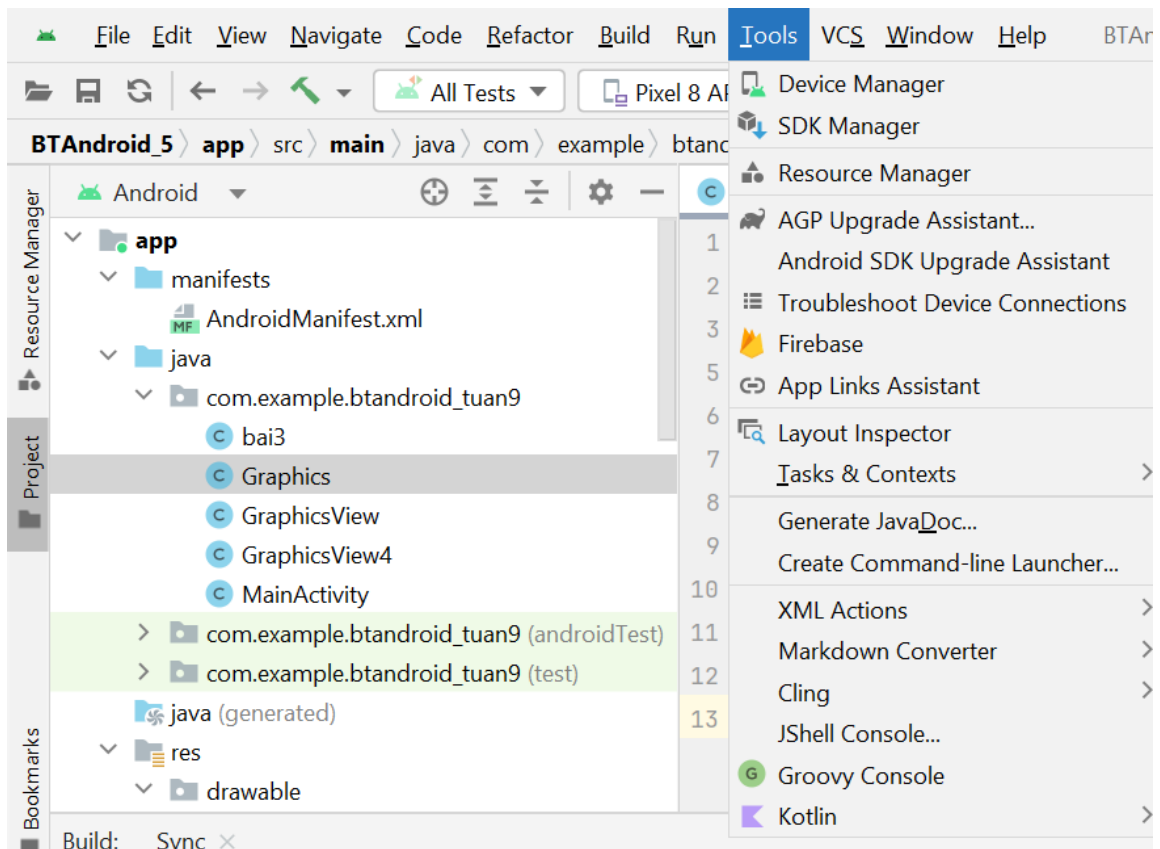 File Edit View Navigate Code Refactor Build Run Tools VCS Window Help BTAn
All Tests Pixel 8 AF
BTAndroid_5 app src main java com example btand
Device Manager
SDK Manager
Resource Manager
AGP Upgrade Assistant...
Android SDK Upgrade Assistant
Troubleshoot Device Connections
Firebase
App Links Assistant
Layout Inspector
Tasks & Contexts
Generate JavaDoc...
Create Command-line Launcher...
XML Actions
Markdown Converter
Cling
JShell Console...
G Groovy Console
Kotlin
Resource Manager
Project
Bookmarks
Android
app
manifests
MF AndroidManifest.xml
java
com.example.btandroid_tuan9
C bai3
C Graphics
C GraphicsView
C GraphicsView4
C MainActivity
com.example.btandroid_tuan9 (androidTest)
com.example.btandroid_tuan9 (test)
java (generated)
res
drawable
C
1
2
3
5
6
7
8
9
10
11
12
13
Build: Sync